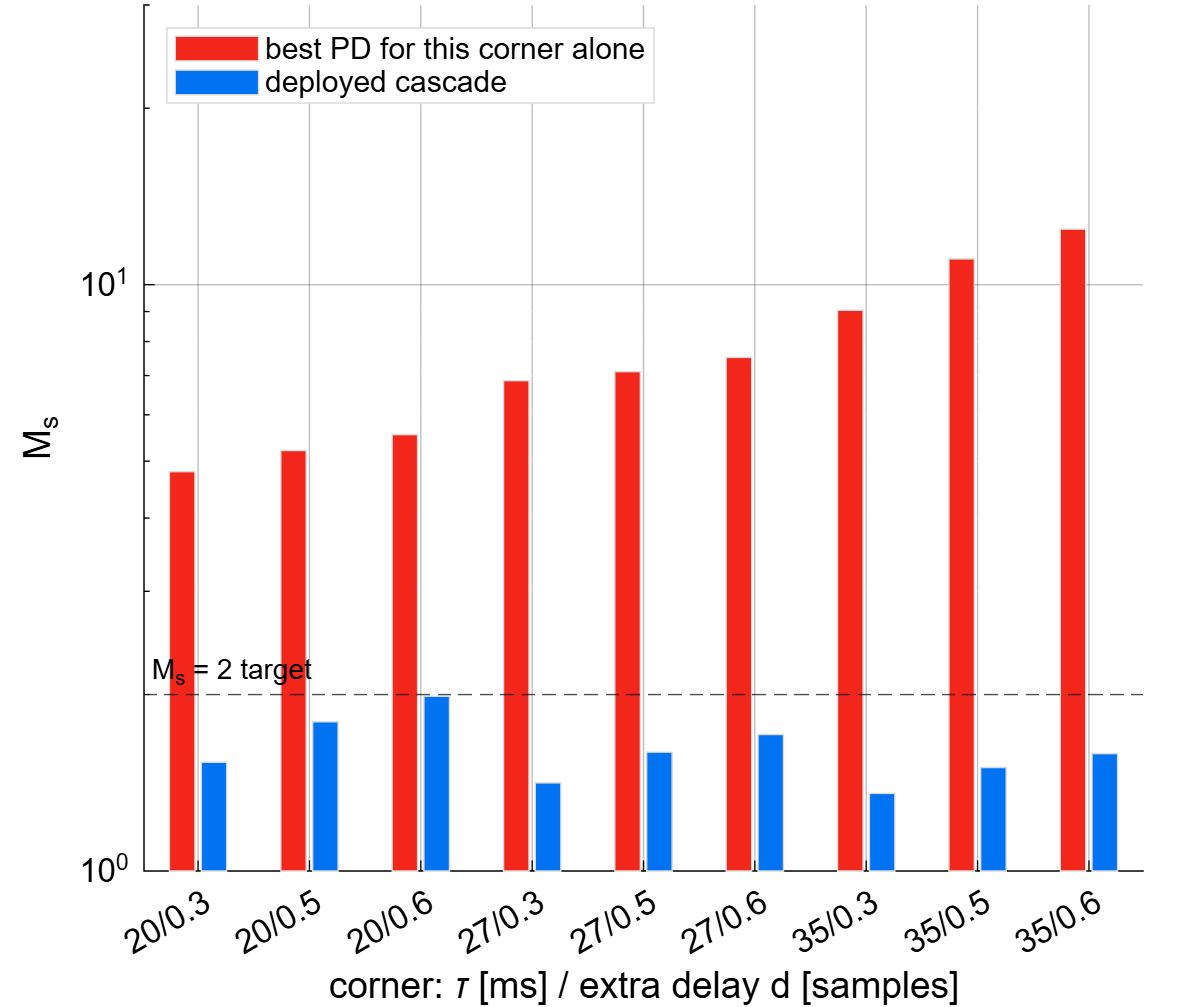 best PD for this corner alone
deployed cascade
10¹
Mₛ
Mₛ = 2 target
10⁰
20/0.3 20/0.5 20/0.6 27/0.3 27/0.5 27/0.6 35/0.3 35/0.5 35/0.6
corner: τ [ms] / extra delay d [samples]